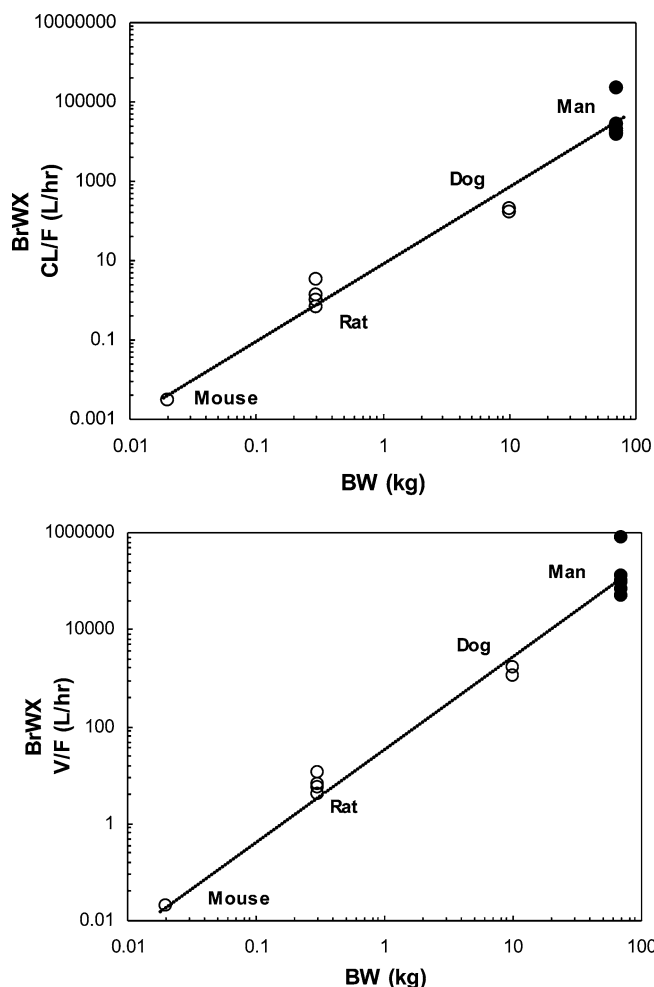 10000000
100000
1000
10
0.1
0.001
BrWX
CL/F (L/hr)
Man
Dog
Rat
Mouse
0.01 0.1 1 10 100
BW (kg)
1000000
10000
100
1
0.01
BrWX
V/F (L/hr)
Man
Dog
Rat
Mouse
0.01 0.1 1 10 100
BW (kg)